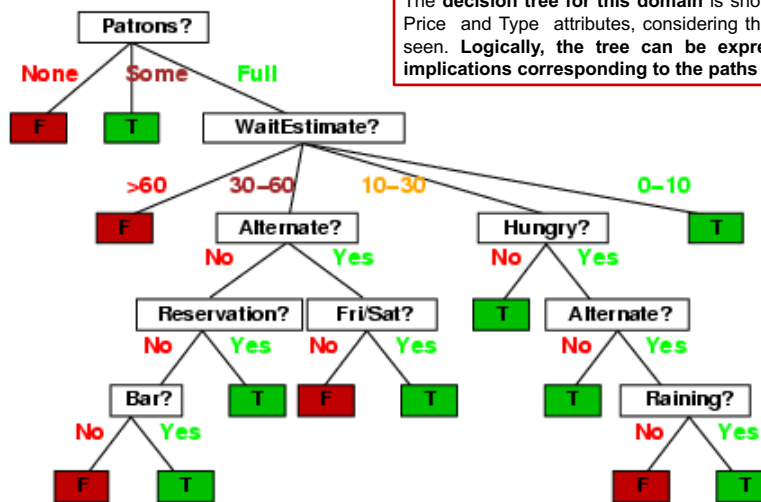 The decision tree for this domain is sho
Price and Type attributes, considering th
seen. Logically, the tree can be expre
implications corresponding to the paths
Patrons?
None Some Full
F T WaitEstimate?
>60 30–60 10–30 0–10
F Alternate? Hungry? T
No Yes No Yes
Reservation? Fri/Sat? T Alternate?
No Yes No Yes No Yes
Bar? T F T T Raining?
No Yes No Yes
F T F T